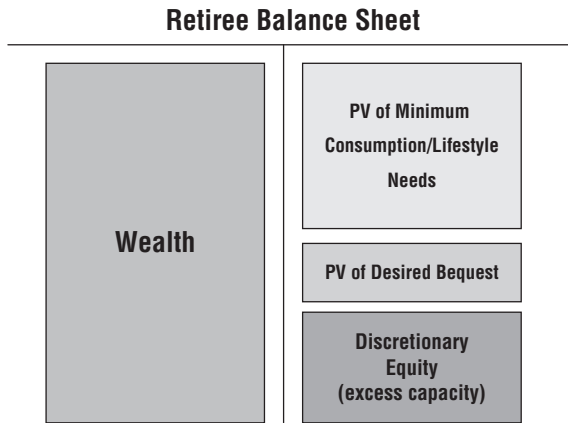 Retiree Balance Sheet
Wealth
PV of Minimum
Consumption/Lifestyle
Needs
PV of Desired Bequest
Discretionary
Equity
(excess capacity)